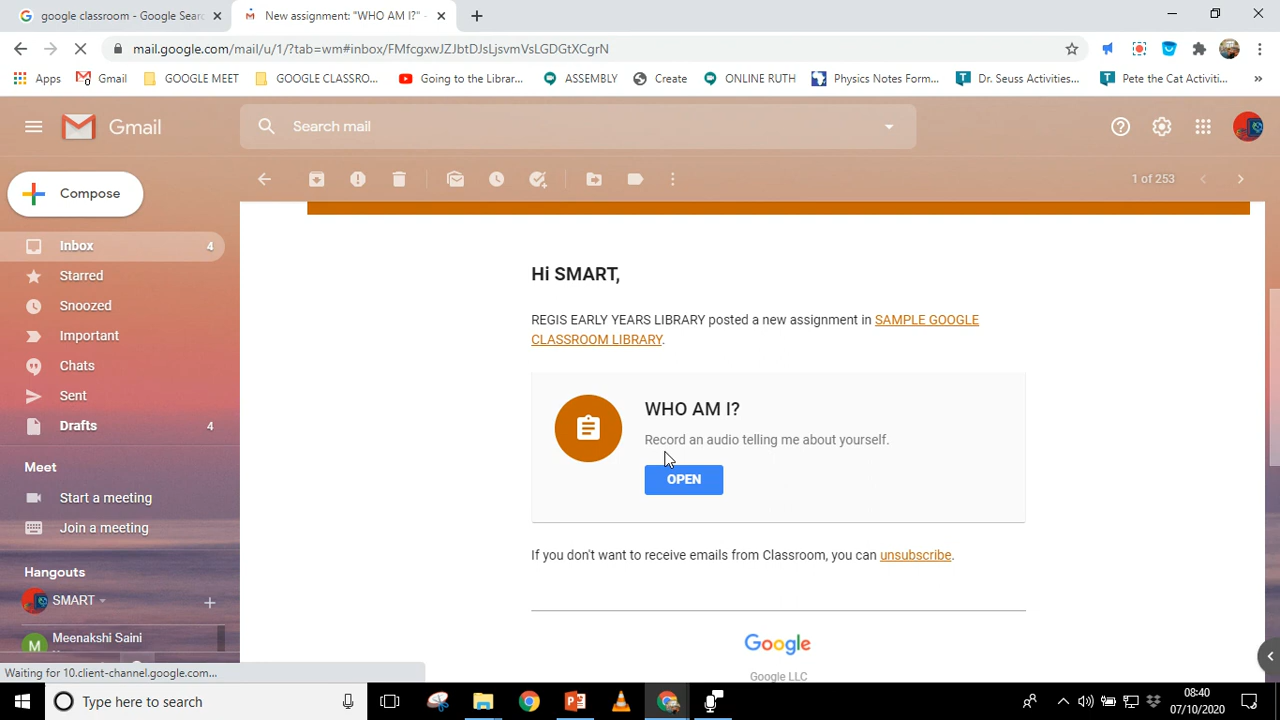 google classroom - Google Sear
New assignment: "WHO AM I?" -
mail.google.com/mail/u/1/?tab=wm#inbox/FMfcgxwJZJbtDJsLjsvmVsLGDGtXCgrN
Apps
Gmail
GOOGLE MEET
GOOGLE CLASSRO...
Going to the Librar...
ASSEMBLY
Create
ONLINE RUTH
Physics Notes Form...
Dr. Seuss Activities...
Pete the Cat Activiti...
»
Gmail
Search mail
Compose
1 of 253
Inbox 4
Starred
Snoozed
Important
Chats
Sent
Drafts 4
Meet
Start a meeting
Join a meeting
Hangouts
SMART
M Meenakshi Saini
Hi SMART,
REGIS EARLY YEARS LIBRARY posted a new assignment in SAMPLE GOOGLE
CLASSROOM LIBRARY.
WHO AM I?
Record an audio telling me about yourself.
OPEN
If you don't want to receive emails from Classroom, you can unsubscribe.
Google
Google LLC
Waiting for 10.client-channel.google.com...
Type here to search
08:40
07/10/2020